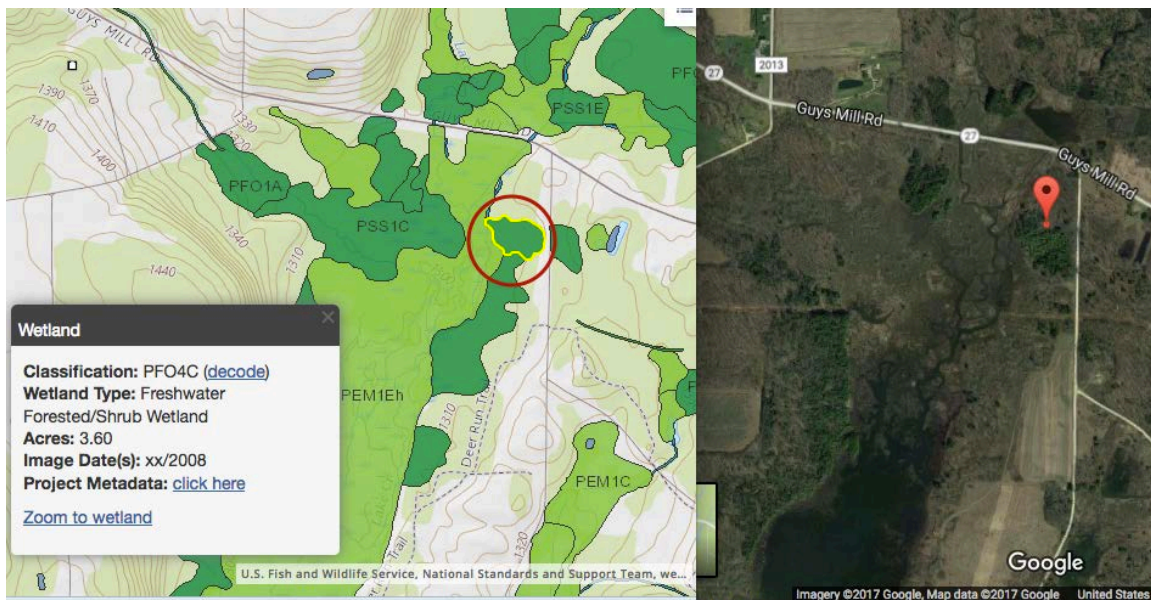 GUYS MILL RD
1390
1370
1410
1400
1330
1310
1340
1440
PFO1A
PSS1C
PSS1E
Wetland
Classification: PFO4C (decode)
Wetland Type: Freshwater
Forested/Shrub Wetland
Acres: 3.60
Image Date(s): xx/2008
Project Metadata: click here
Zoom to wetland
PEM1Eh
1310
Deer Run Trail
PEM1C
1320
Trail
U.S. Fish and Wildlife Service, National Standards and Support Team, we...
2013
27
Guys Mill Rd
27
Guys Mill Rd
Google
Imagery ©2017 Google, Map data ©2017 Google United States